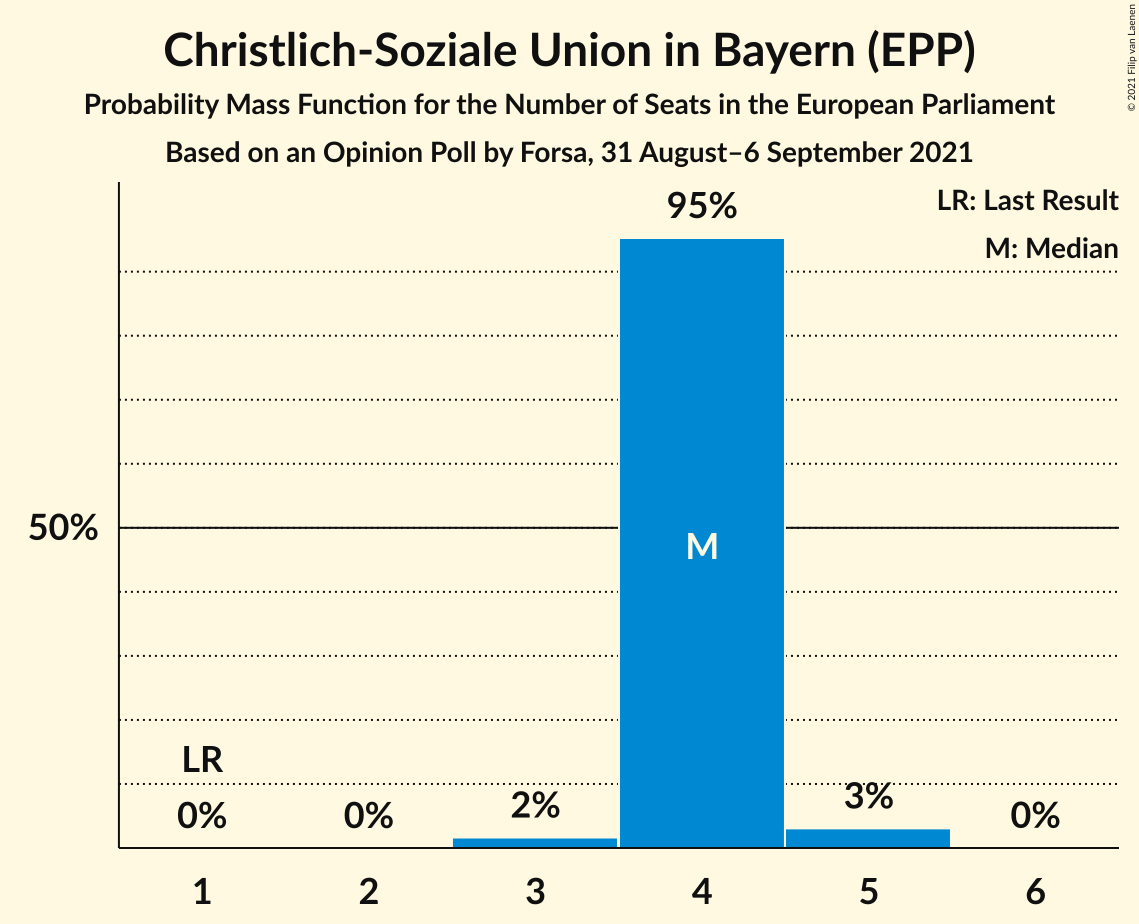 Christlich-Soziale Union in Bayern (EPP)
Probability Mass Function for the Number of Seats in the European Parliament
Based on an Opinion Poll by Forsa, 31 August–6 September 2021
© 2021 Filip van Laenen
LR: Last Result
M: Median
95%
50%
M
LR
0%
0%
2%
3%
0%
1
2
3
4
5
6